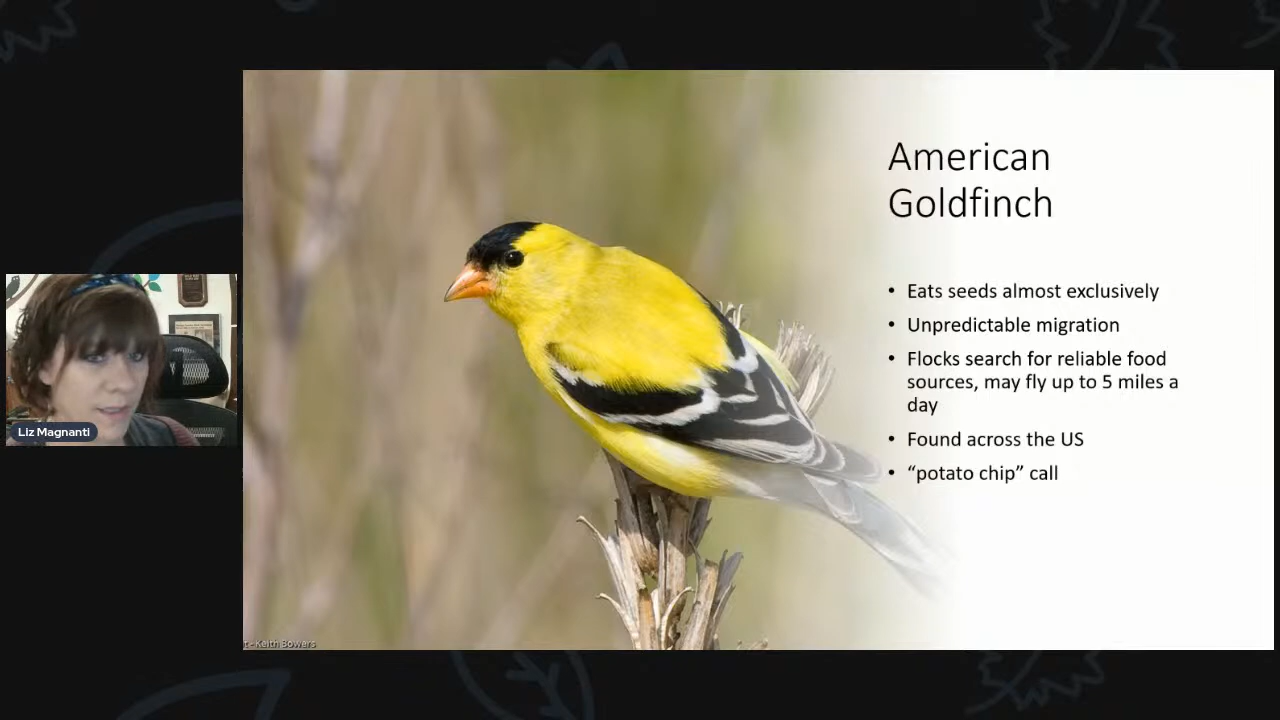 American
Goldfinch
• Eats seeds almost exclusively
• Unpredictable migration
• Flocks search for reliable food
sources, may fly up to 5 miles a
day
• Found across the US
• “potato chip” call
Liz Magnanti
t - Keith Bowers